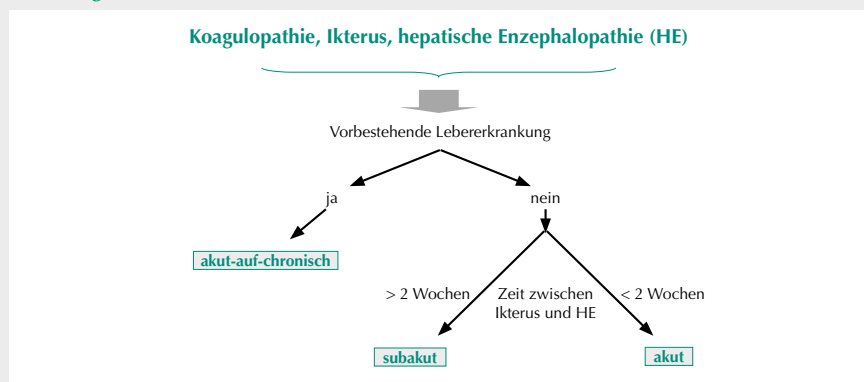 Koagulopathie, Ikterus, hepatische Enzephalopathie (HE)
Vorbestehende Lebererkrankung
ja
nein
akut-auf-chronisch
> 2 Wochen
Zeit zwischen
Ikterus und HE
< 2 Wochen
subakut
akut